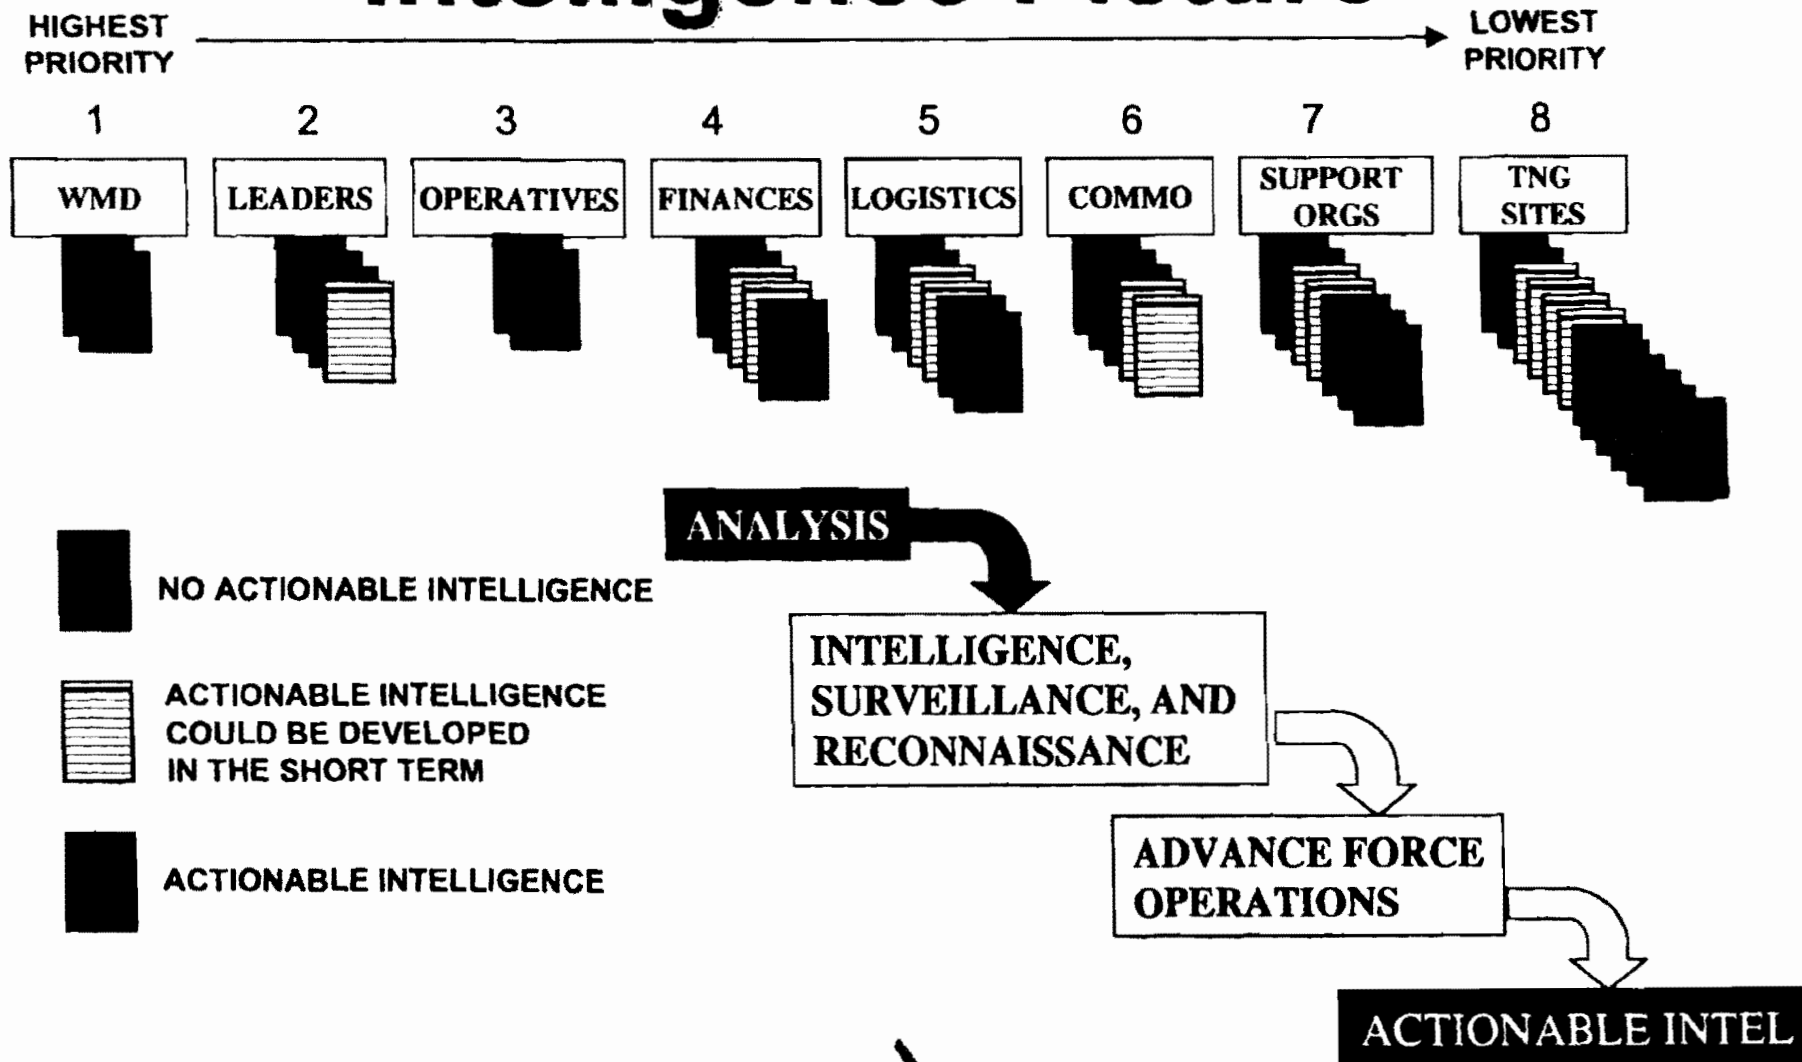 Intelligence Picture
HIGHEST
PRIORITY
LOWEST
PRIORITY
1 2 3 4 5 6 7 8
WMD
LEADERS
OPERATIVES
FINANCES
LOGISTICS
COMMO
SUPPORT
ORGS
TNG
SITES
ANALYSIS
NO ACTIONABLE INTELLIGENCE
INTELLIGENCE,
SURVEILLANCE, AND
RECONNAISSANCE
ACTIONABLE INTELLIGENCE
COULD BE DEVELOPED
IN THE SHORT TERM
ADVANCE FORCE
OPERATIONS
ACTIONABLE INTELLIGENCE
ACTIONABLE INTEL